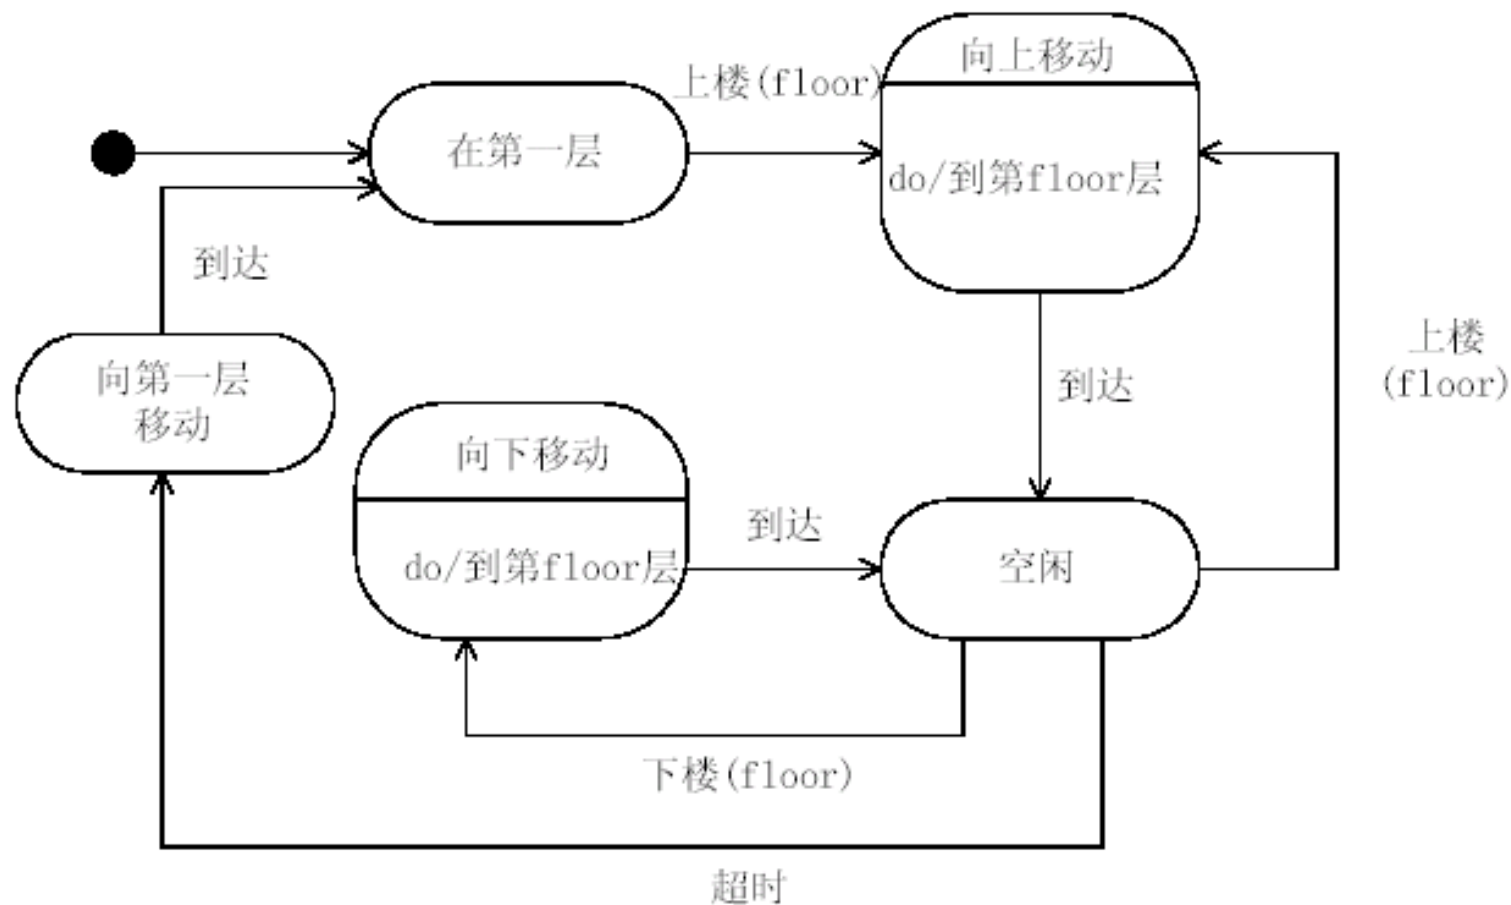 向上移动
上楼(floor)
在第一层
do/到第floor层
到达
上楼
(floor)
向第一层
移动
到达
向下移动
到达
do/到第floor层
空闲
下楼(floor)
超时